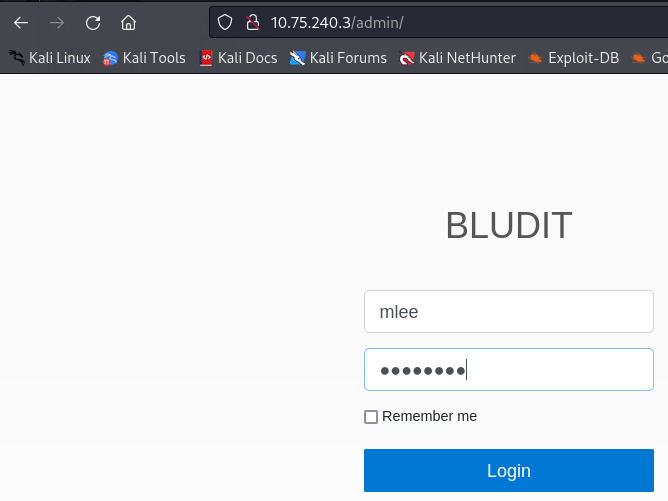 10.75.240.3/admin/
Kali Linux Kali Tools Kali Docs Kali Forums Kali NetHunter Exploit-DB Go
BLUDIT
mlee
●●●●●●●●
Remember me
Login